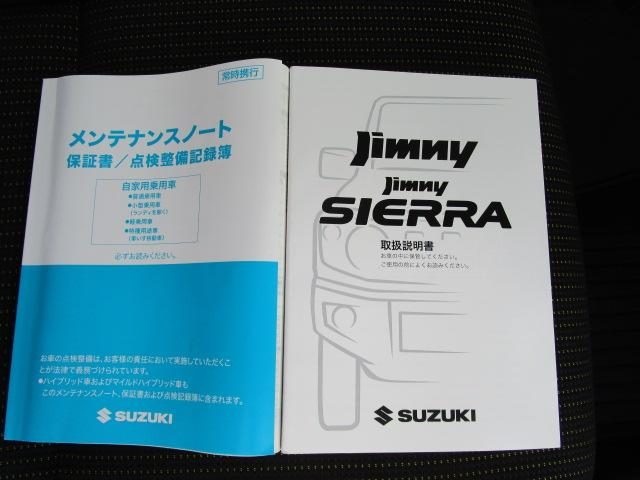 常時携行
メンテナンスノート
保証書／点検整備記録簿
自家用乗用車
●普通乗用車
●小型乗用車
（ランディを除く）
●軽乗用車
●特種用途車
（車いす移動車）
必ずお読みください。
お車の点検整備は、お客様の責任において実施していただくこ
とが法律で義務づけられています。
●ハイブリッド車およびマイルドハイブリッド車も
このメンテナンスノート、保証書および点検記録簿に含まれます。
SUZUKI
Jimny
Jimny
SIERRA
取扱説明書
お車の中に保管してください。
ご使用の前によくお読みください。
SUZUKI